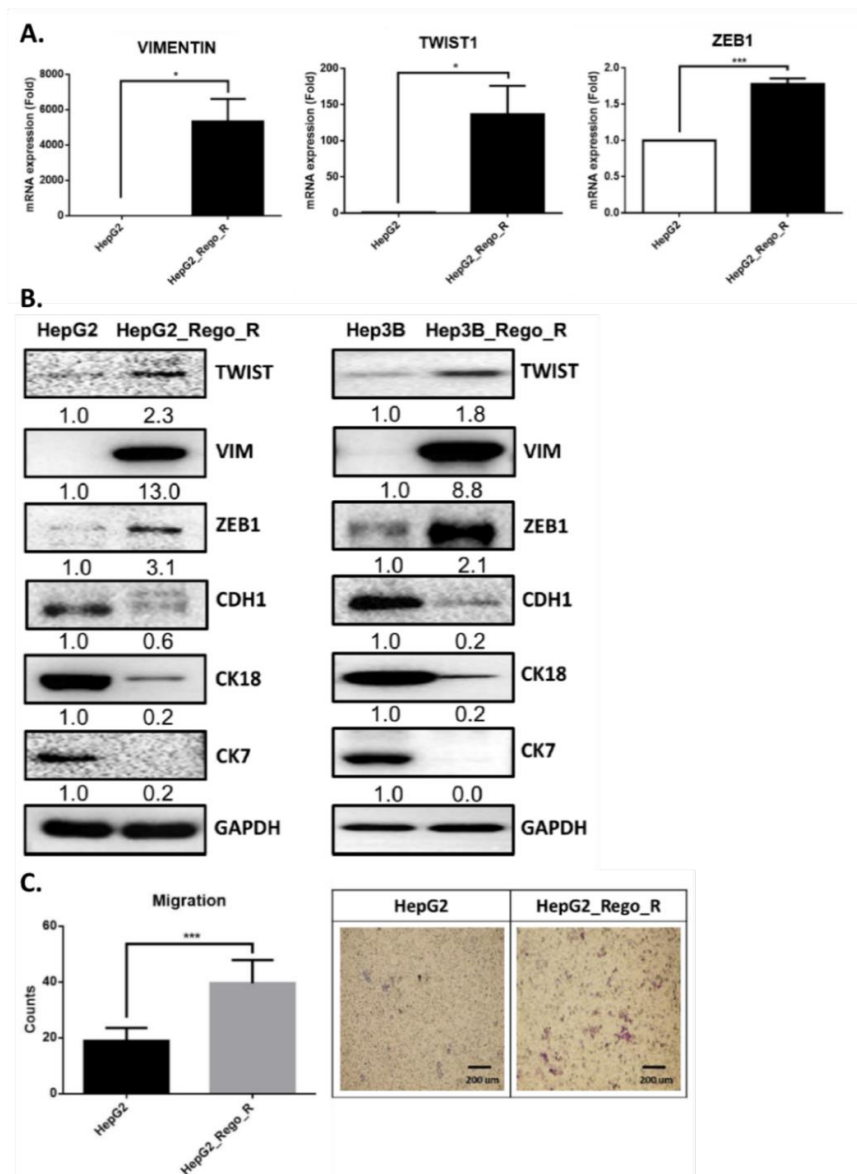 A.
VIMENTIN
mRNA expression (Fold)
8000
6000
4000
2000
0
*
HepG2
HepG2_Rego_R
TWIST1
mRNA expression (Fold)
200
150
100
50
0
*
HepG2
HepG2_Rego_R
ZEB1
mRNA expression (Fold)
2.0
1.5
1.0
0.5
0.0
***
HepG2
HepG2_Rego_R
B.
HepG2 HepG2_Rego_R
TWIST
1.0 2.3
VIM
1.0 13.0
ZEB1
1.0 3.1
CDH1
1.0 0.6
CK18
1.0 0.2
CK7
1.0 0.2
GAPDH
Hep3B Hep3B_Rego_R
TWIST
1.0 1.8
VIM
1.0 8.8
ZEB1
1.0 2.1
CDH1
1.0 0.2
CK18
1.0 0.2
CK7
1.0 0.0
GAPDH
C.
Migration
Counts
60
40
20
0
***
HepG2
HepG2_Rego_R
HepG2 HepG2_Rego_R
200 um 200 um